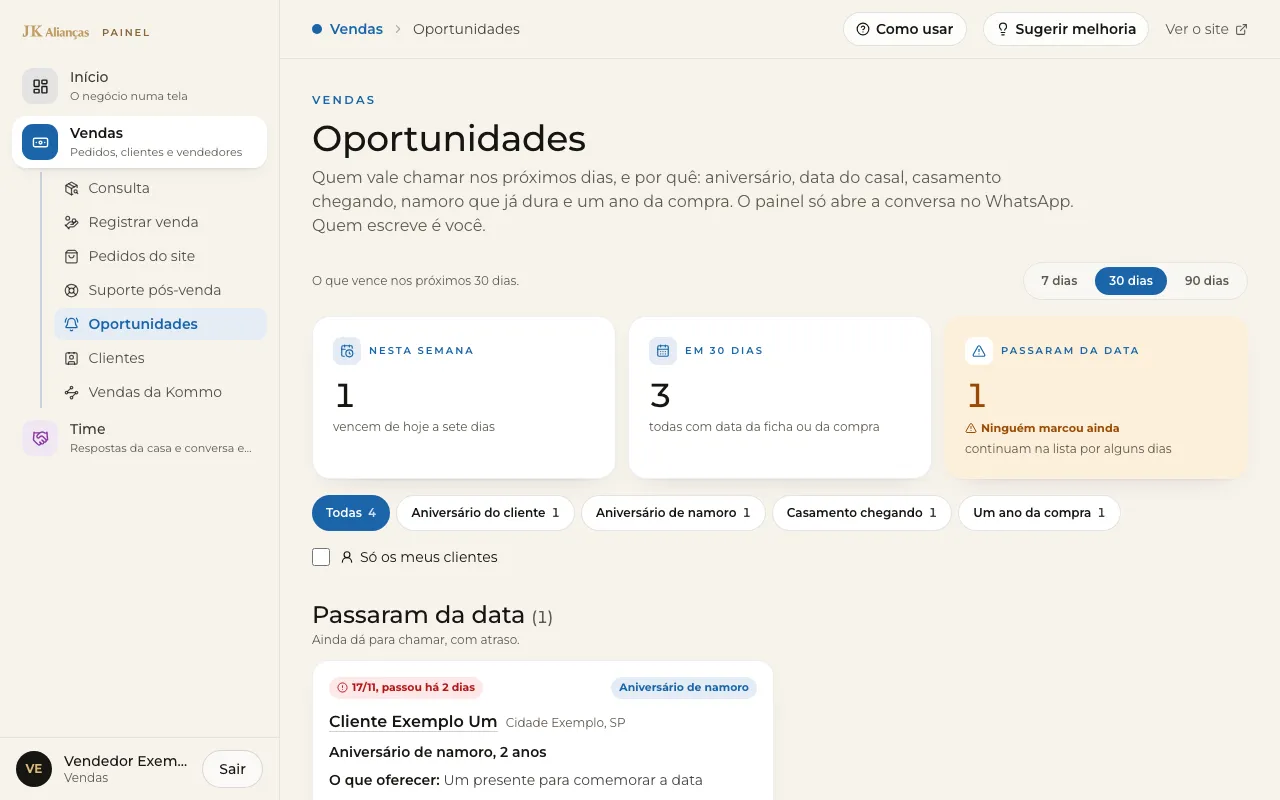 JK Alianças PAINEL
Início
O negócio numa tela
Vendas
Pedidos, clientes e vendedores
Consulta
Registrar venda
Pedidos do site
Suporte pós-venda
Oportunidades
Clientes
Vendas da Kommo
Time
Respostas da casa e conversa e...
VE
Vendedor Exem...
Vendas
Sair
Vendas
Oportunidades
Como usar
Sugerir melhoria
Ver o site
VENDAS
Oportunidades
Quem vale chamar nos próximos dias, e por quê: aniversário, data do casal, casamento
chegando, namoro que já dura e um ano da compra. O painel só abre a conversa no WhatsApp.
Quem escreve é você.
O que vence nos próximos 30 dias.
7 dias
30 dias
90 dias
NESTA SEMANA
1
vencem de hoje a sete dias
EM 30 DIAS
3
todas com data da ficha ou da compra
PASSARAM DA DATA
1
Ninguém marcou ainda
continuam na lista por alguns dias
Todas 4
Aniversário do cliente 1
Aniversário de namoro 1
Casamento chegando 1
Um ano da compra 1
Só os meus clientes
Passaram da data (1)
Ainda dá para chamar, com atraso.
17/11, passou há 2 dias
Aniversário de namoro
Cliente Exemplo Um Cidade Exemplo, SP
Aniversário de namoro, 2 anos
O que oferecer: Um presente para comemorar a data